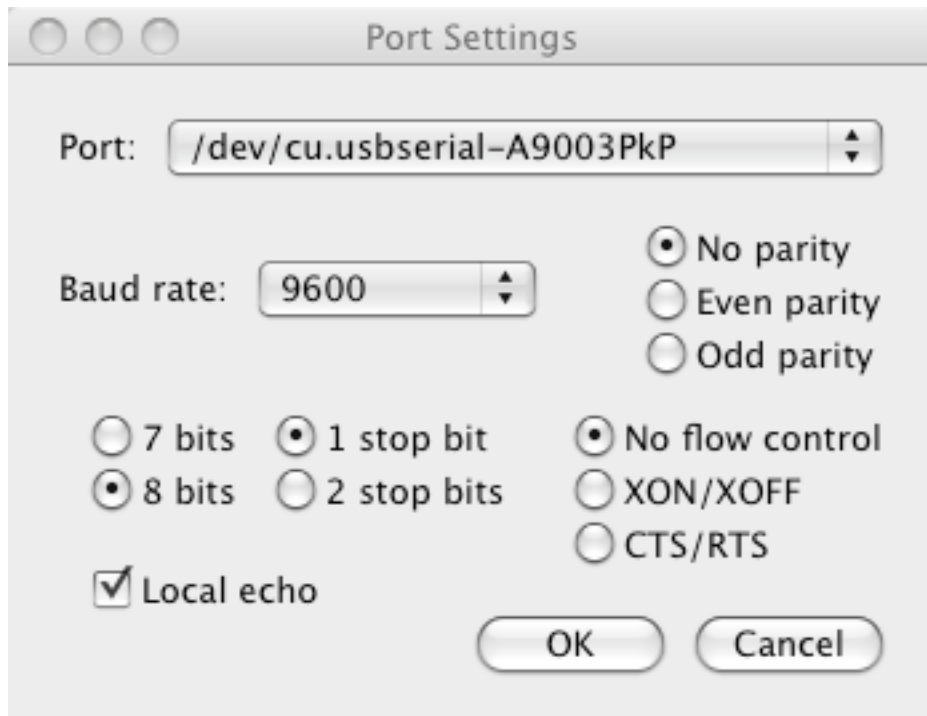 Port Settings
Port: /dev/cu.usbserial-A9003PkP
Baud rate: 9600
No parity
Even parity
Odd parity
7 bits 1 stop bit No flow control
8 bits 2 stop bits XON/XOFF
CTS/RTS
Local echo
OK Cancel